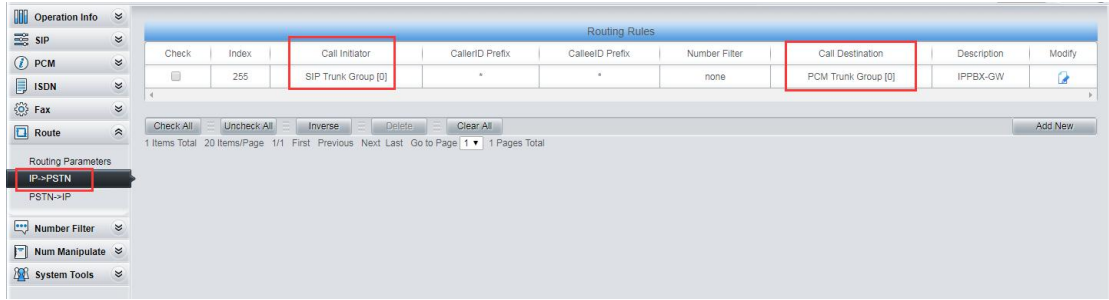 Operation Info
SIP
PCM
ISDN
Fax
Route
Routing Parameters
IP->PSTN
PSTN->IP
Number Filter
Num Manipulate
System Tools
Routing Rules
Check Index Call Initiator CallerID Prefix CalleeID Prefix Number Filter Call Destination Description Modify
255 SIP Trunk Group [0] * * none PCM Trunk Group [0] IPPBX-GW
Check All Uncheck All Inverse Delete Clear All Add New
1 Items Total 20 Items/Page 1/1 First Previous Next Last Go to Page 1 1 Pages Total